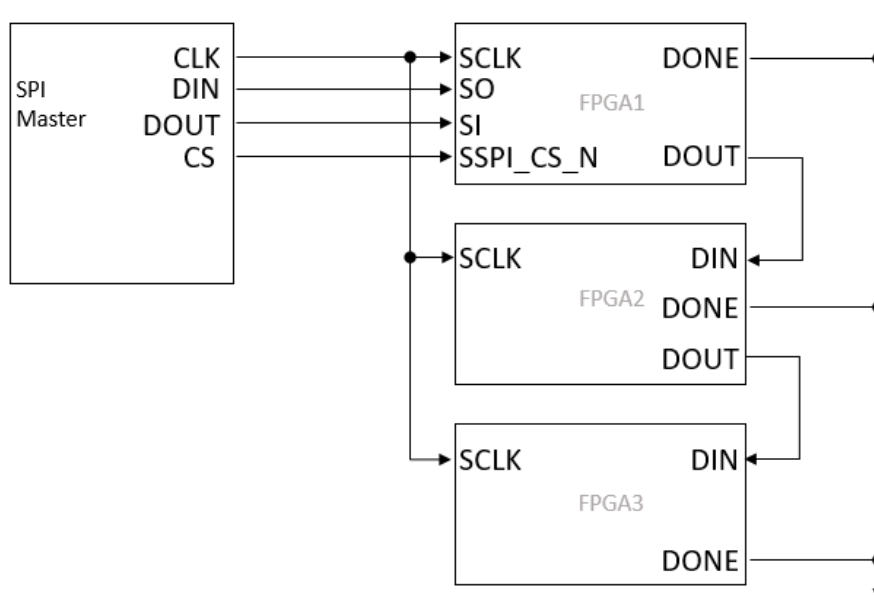 SPI
Master
CLK
DIN
DOUT
CS
SCLK
SO
SI
SSPI_CS_N
FPGA1
DONE
DOUT
SCLK
FPGA2
DIN
DONE
DOUT
SCLK
FPGA3
DIN
DONE